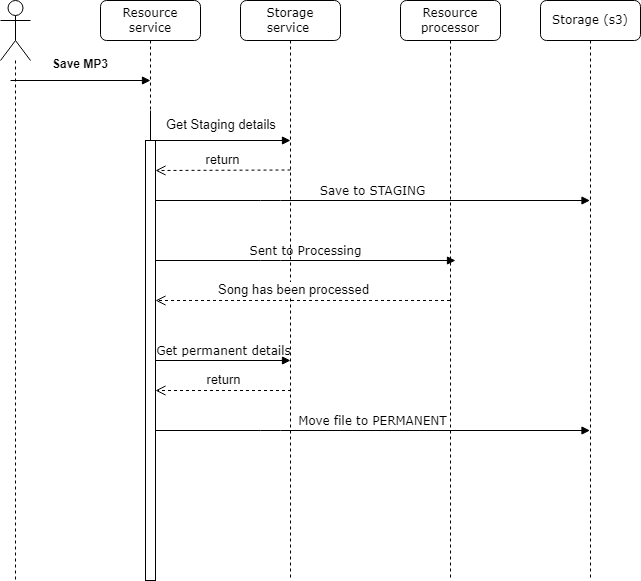 Resource
service
Storage
service
Resource
processor
Storage (s3)
Save MP3
Get Staging details
return
Save to STAGING
Sent to Processing
Song has been processed
Get permanent details
return
Move file to PERMANENT